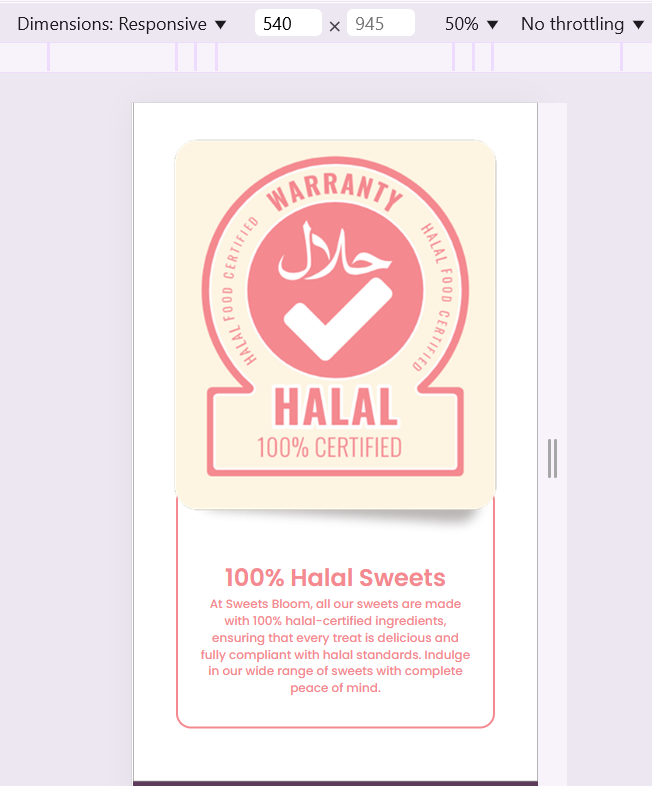 Dimensions: Responsive ▼ 540 × 945 50% ▼ No throttling ▼
WARRANTY
HALAL FOOD CERTIFIED
HALAL FOOD CERTIFIED
حلال
HALAL
100% CERTIFIED
100% Halal Sweets
At Sweets Bloom, all our sweets are made
with 100% halal-certified ingredients,
ensuring that every treat is delicious and
fully compliant with halal standards. Indulge
in our wide range of sweets with complete
peace of mind.